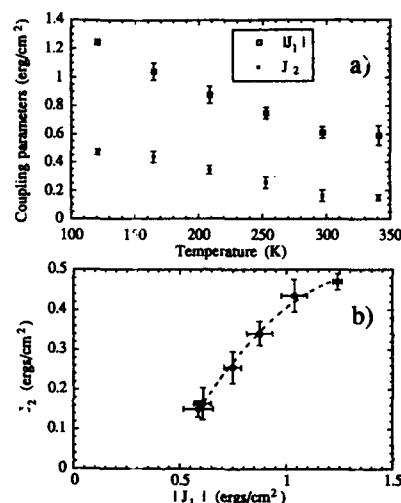 1.4
1.2
1
0.8
0.6
0.4
0.2
0
Coupling parameters (erg/cm²)
|J₁|
J₂
a)
100 150 200 250 300 350
Temperature (K)
0.5
0.4
0.3
0.2
0.1
0
₂ (ergs/cm²)
b)
0 0.5 1 1.5
|J₁| (ergs/cm²)